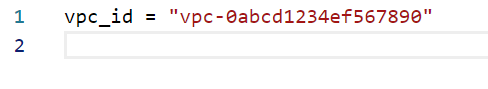 1 vpc_id = "vpc-0abcd1234ef567890"
2